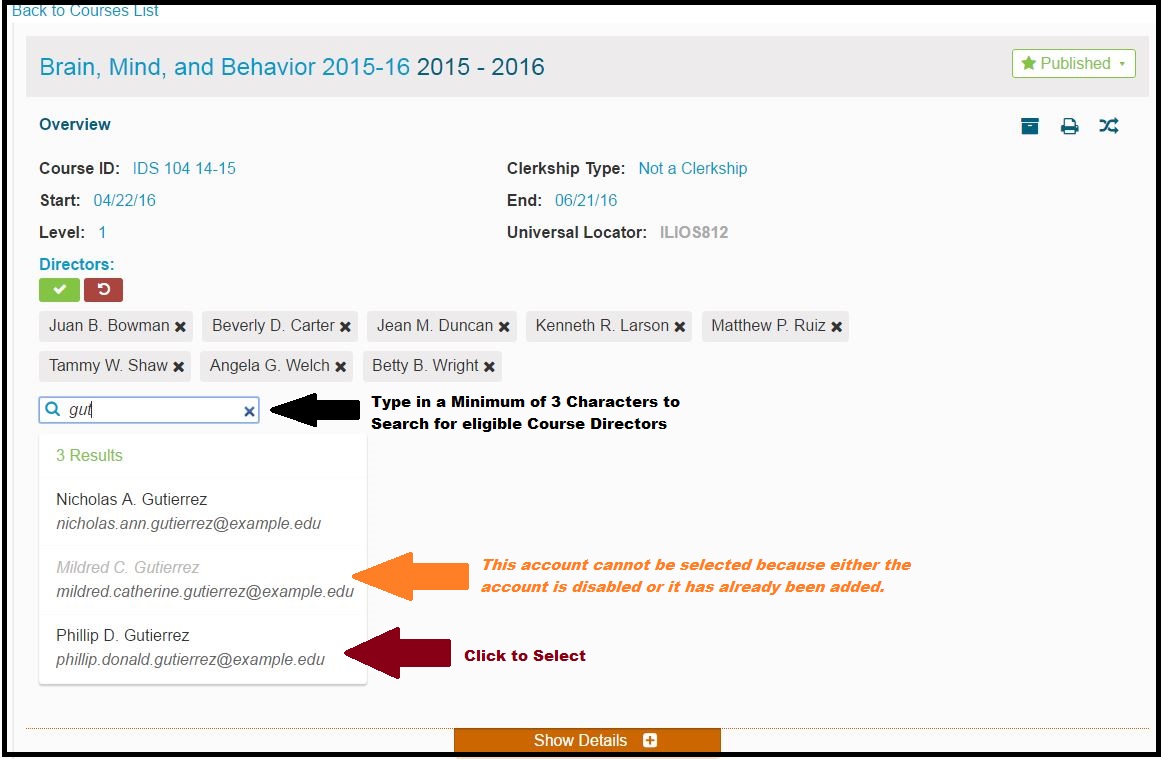 Back to Courses List
Brain, Mind, and Behavior 2015-16 2015 - 2016
Published
Overview
Course ID: IDS 104 14-15
Clerkship Type: Not a Clerkship
Start: 04/22/16
End: 06/21/16
Level: 1
Universal Locator: ILIOS812
Directors:
Juan B. Bowman Beverly D. Carter Jean M. Duncan Kenneth R. Larson Matthew P. Ruiz
Tammy W. Shaw Angela G. Welch Betty B. Wright
gut
Type in a Minimum of 3 Characters to
Search for eligible Course Directors
3 Results
Nicholas A. Gutierrez
nicholas.ann.gutierrez@example.edu
Mildred C. Gutierrez
mildred.catherine.gutierrez@example.edu
This account cannot be selected because either the
account is disabled or it has already been added.
Phillip D. Gutierrez
phillip.donald.gutierrez@example.edu
Click to Select
Show Details